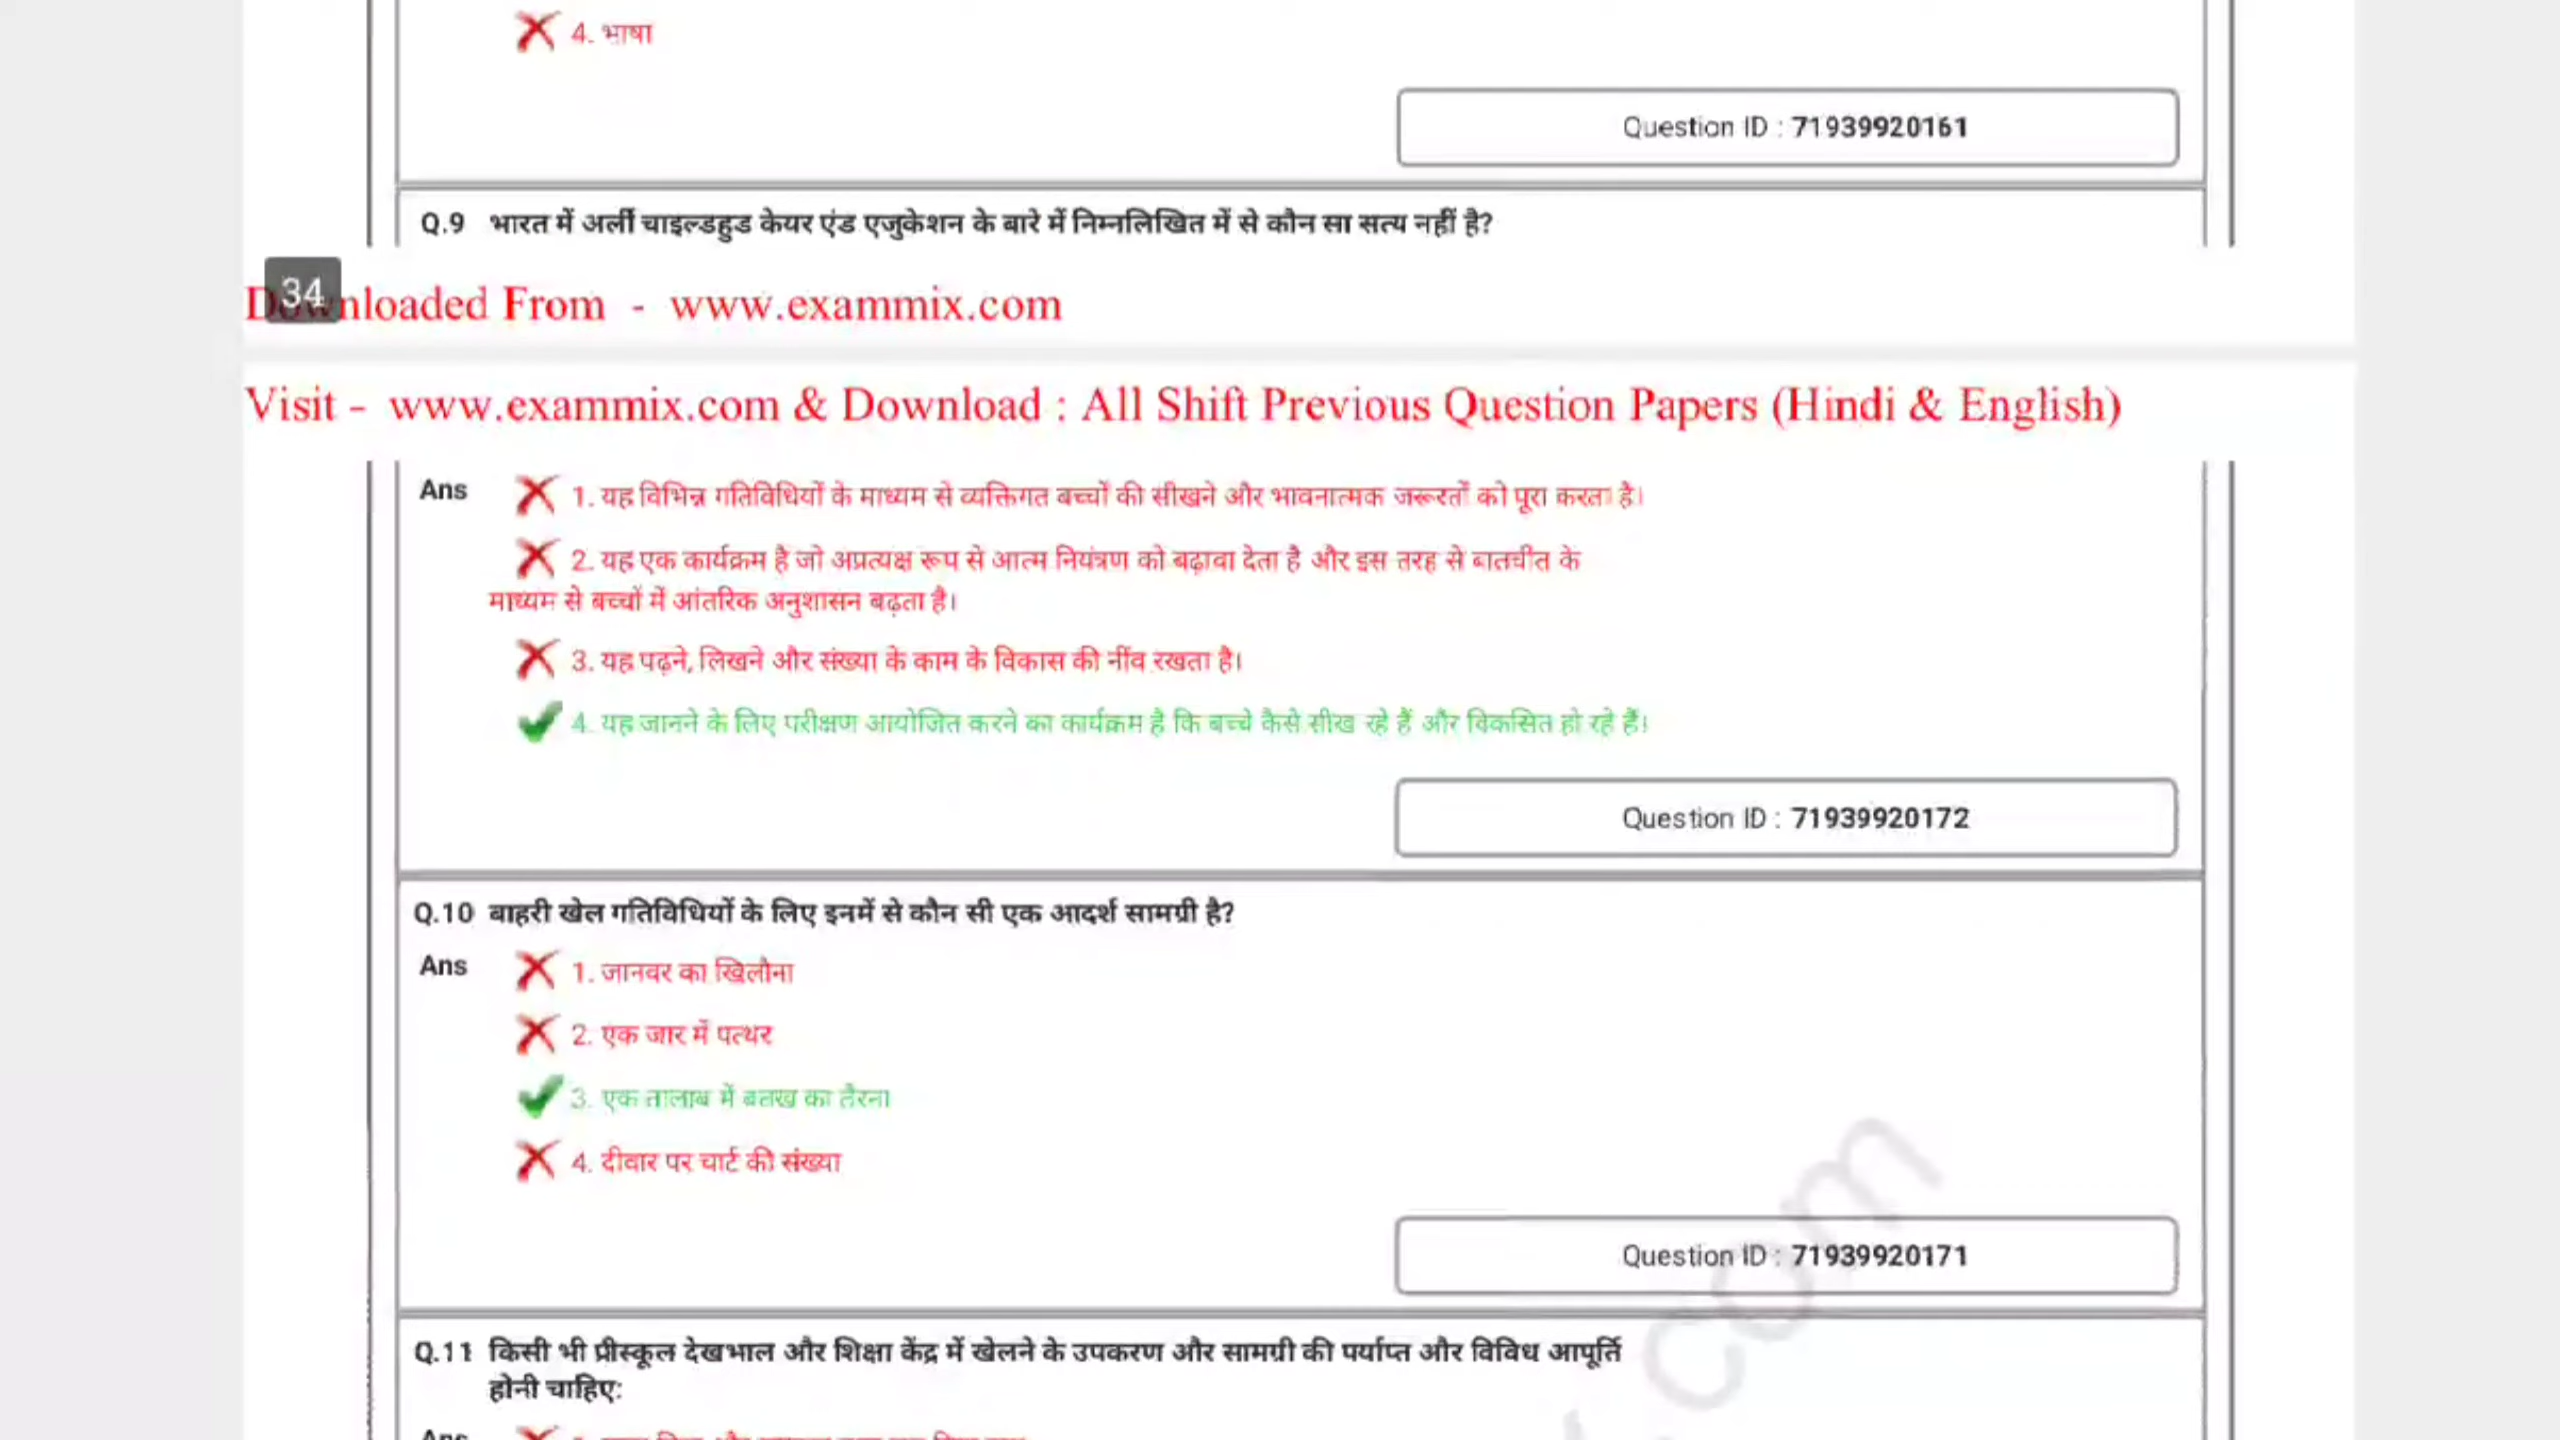 4. भाषा
Question ID : 71939920161
Q.9 भारत में अर्ली चाइल्डहुड केयर एंड एजुकेशन के बारे में निम्नलिखित में से कौन सा सत्य नहीं है?
34
Downloaded From - www.exammix.com
Visit - www.exammix.com & Download : All Shift Previous Question Papers (Hindi & English)
Ans 1. यह विभिन्न गतिविधियों के माध्यम से व्यक्तिगत बच्चों की सीखने और भावनात्मक जरूरतों को पूरा करता है।
2. यह एक कार्यक्रम है जो अप्रत्यक्ष रूप से आत्म नियंत्रण को बढ़ावा देता है और इस तरह से बातचीत के
माध्यम से बच्चों में आंतरिक अनुशासन बढ़ता है।
3. यह पढ़ने, लिखने और संख्या के काम के विकास की नींव रखता है।
4. यह जानने के लिए परीक्षण आयोजित करने का कार्यक्रम है कि बच्चे कैसे सीख रहे हैं और विकसित हो रहे हैं।
Question ID : 71939920172
Q.10 बाहरी खेल गतिविधियों के लिए इनमें से कौन सी एक आदर्श सामग्री है?
Ans 1. जानवर का खिलौना
2. एक जार में पत्थर
3. एक तालाब में बतख का तैरना
4. दीवार पर चार्ट की संख्या
Question ID : 71939920171
Q.11 किसी भी प्रीस्कूल देखभाल और शिक्षा केंद्र में खेलने के उपकरण और सामग्री की पर्याप्त और विविध आपूर्ति
होनी चाहिए:
Ans
.com